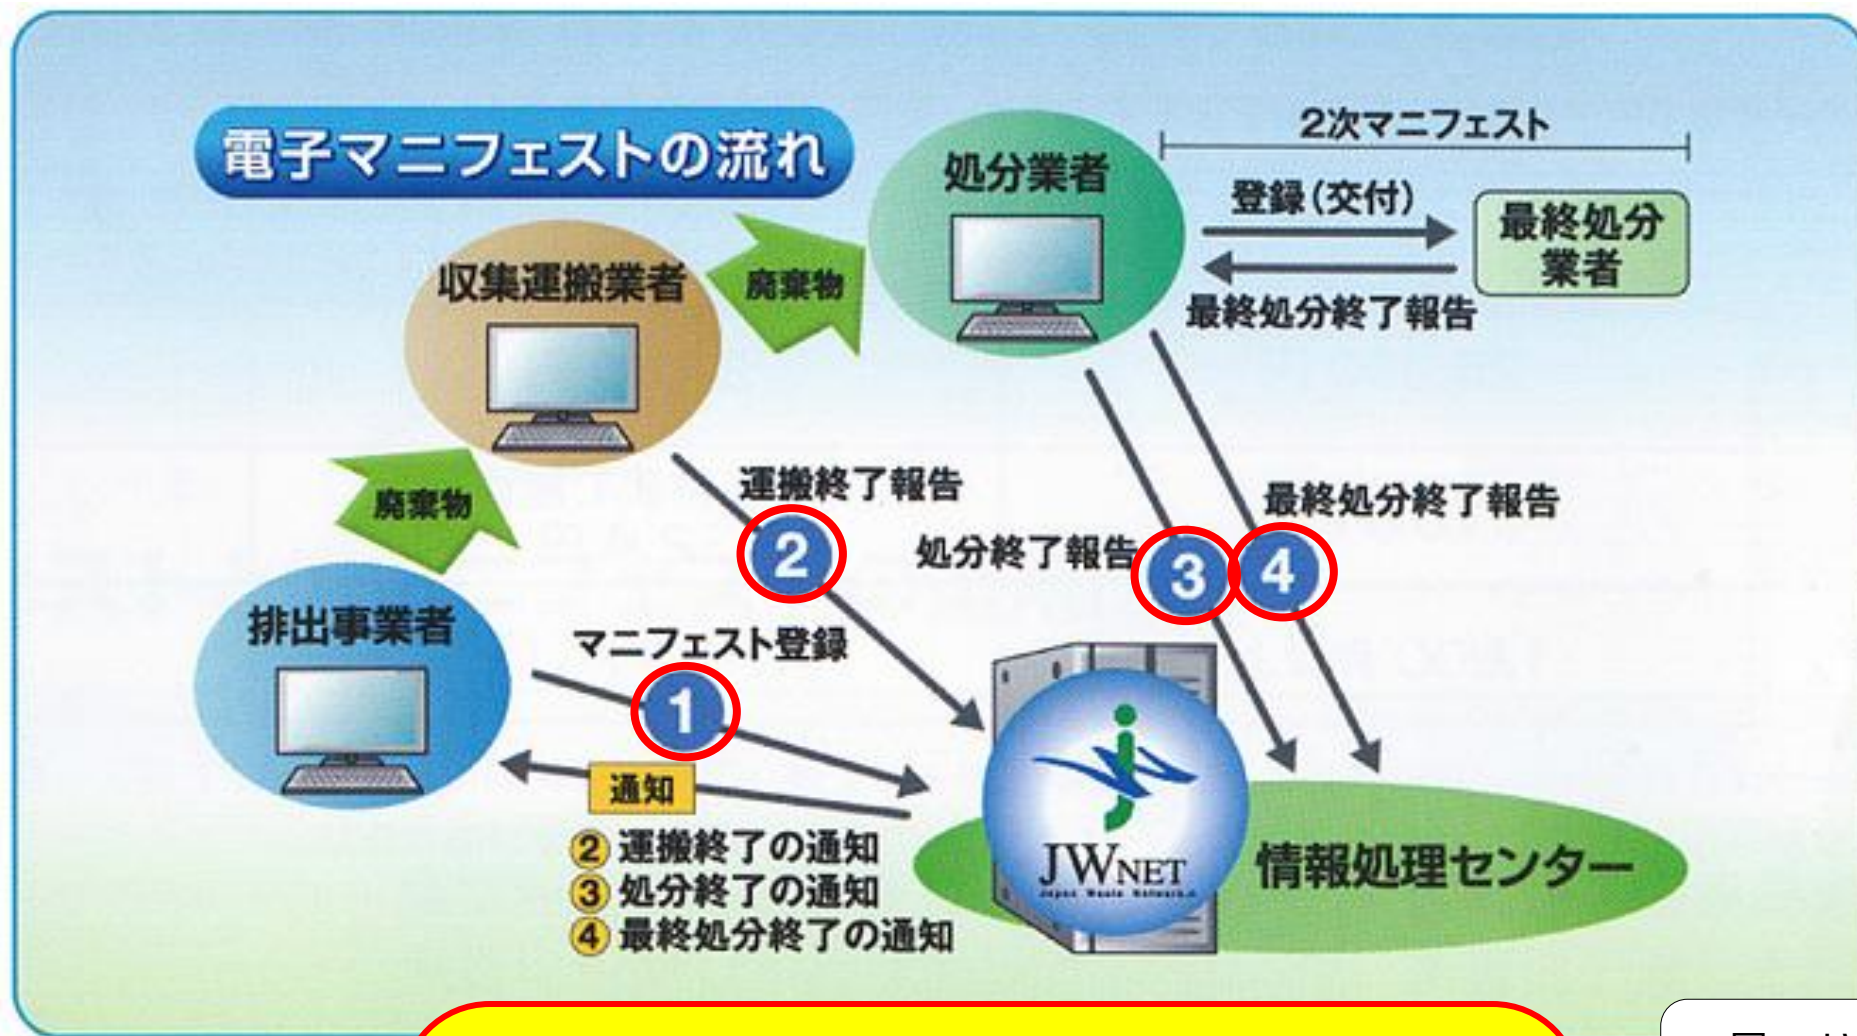 電子マニフェストの流れ
処分業者
2次マニフェスト
登録（交付）
最終処分
業者
最終処分終了報告
収集運搬業者
廃棄物
廃棄物
運搬終了報告
2
処分終了報告
3
4
最終処分終了報告
排出事業者
マニフェスト登録
1
通知
② 運搬終了の通知
③ 処分終了の通知
④ 最終処分終了の通知
JWNET
Japan Waste Network
情報処理センター